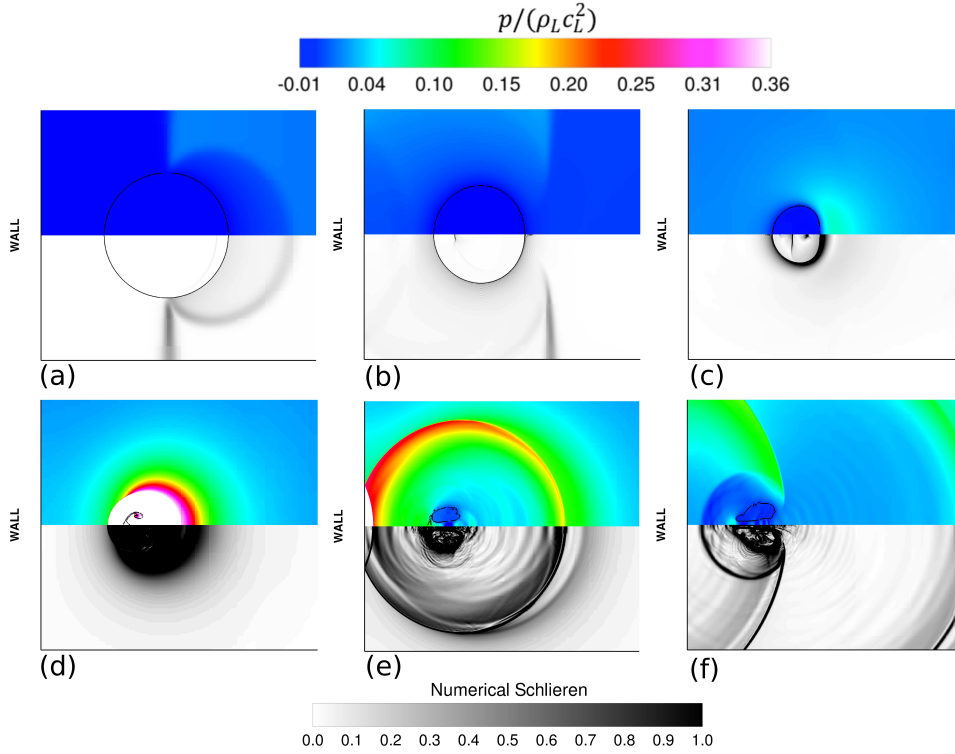 p/(ρ_L c_L^2)
-0.01 0.04 0.10 0.15 0.20 0.25 0.31 0.36
WALL WALL WALL
(a) (b) (c)
WALL WALL WALL
(d) (e) (f)
Numerical Schlieren
0.0 0.1 0.2 0.3 0.4 0.5 0.6 0.7 0.8 0.9 1.0